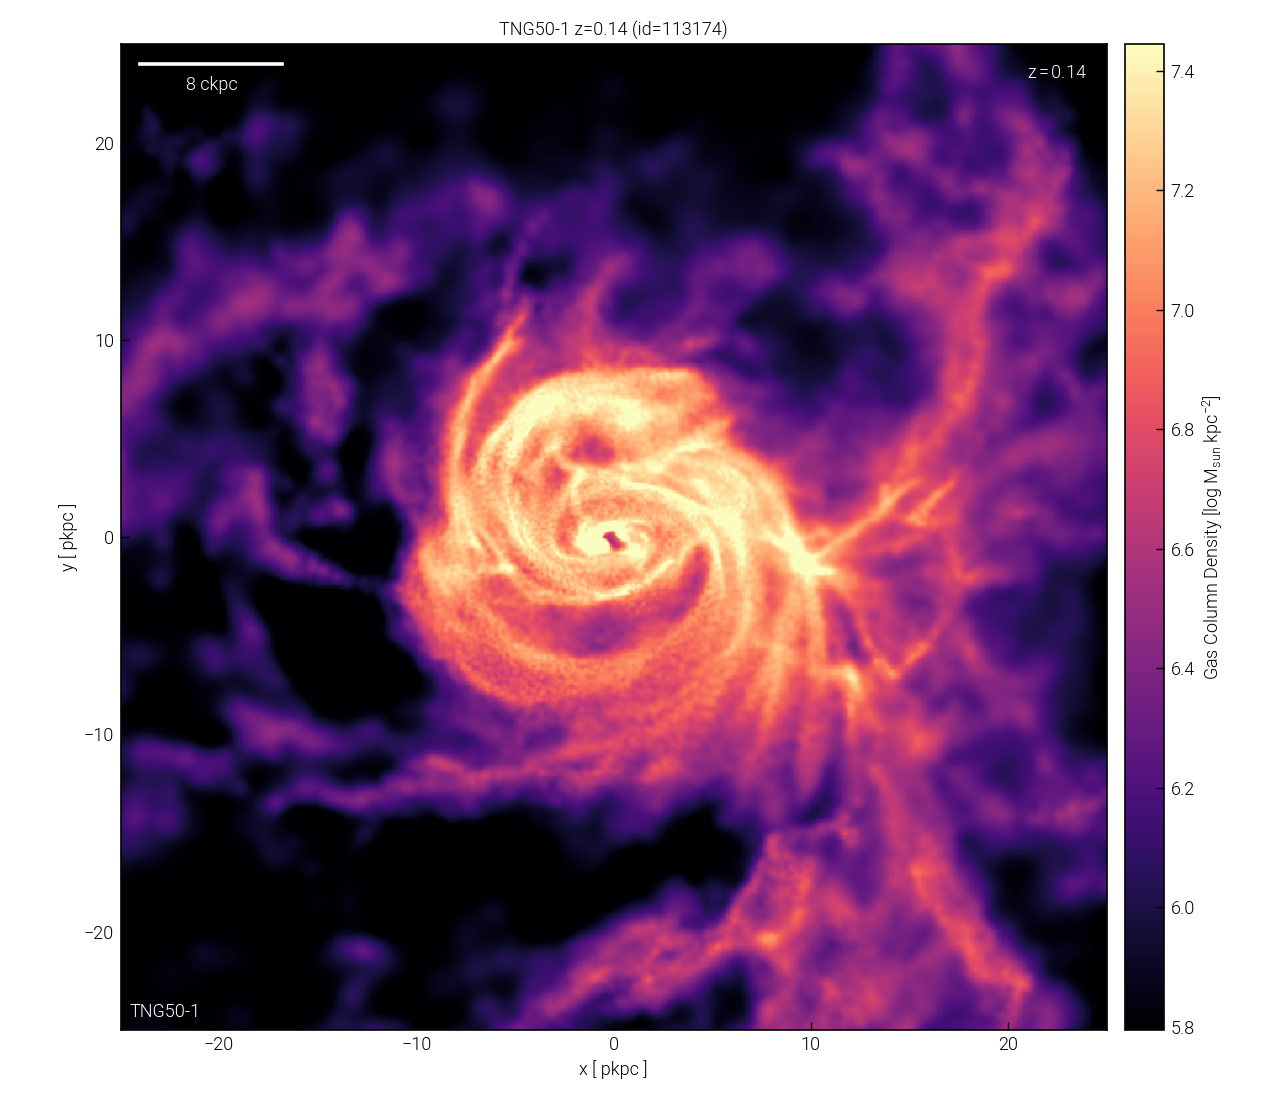 TNG50-1 z=0.14 (id=113174)
8 ckpc
z=0.14
TNG50-1
20
10
0
−10
−20
y [ pkpc ]
−20
−10
0
10
20
x [ pkpc ]
7.4
7.2
7.0
6.8
6.6
6.4
6.2
6.0
5.8
Gas Column Density [log M_sun kpc⁻²]